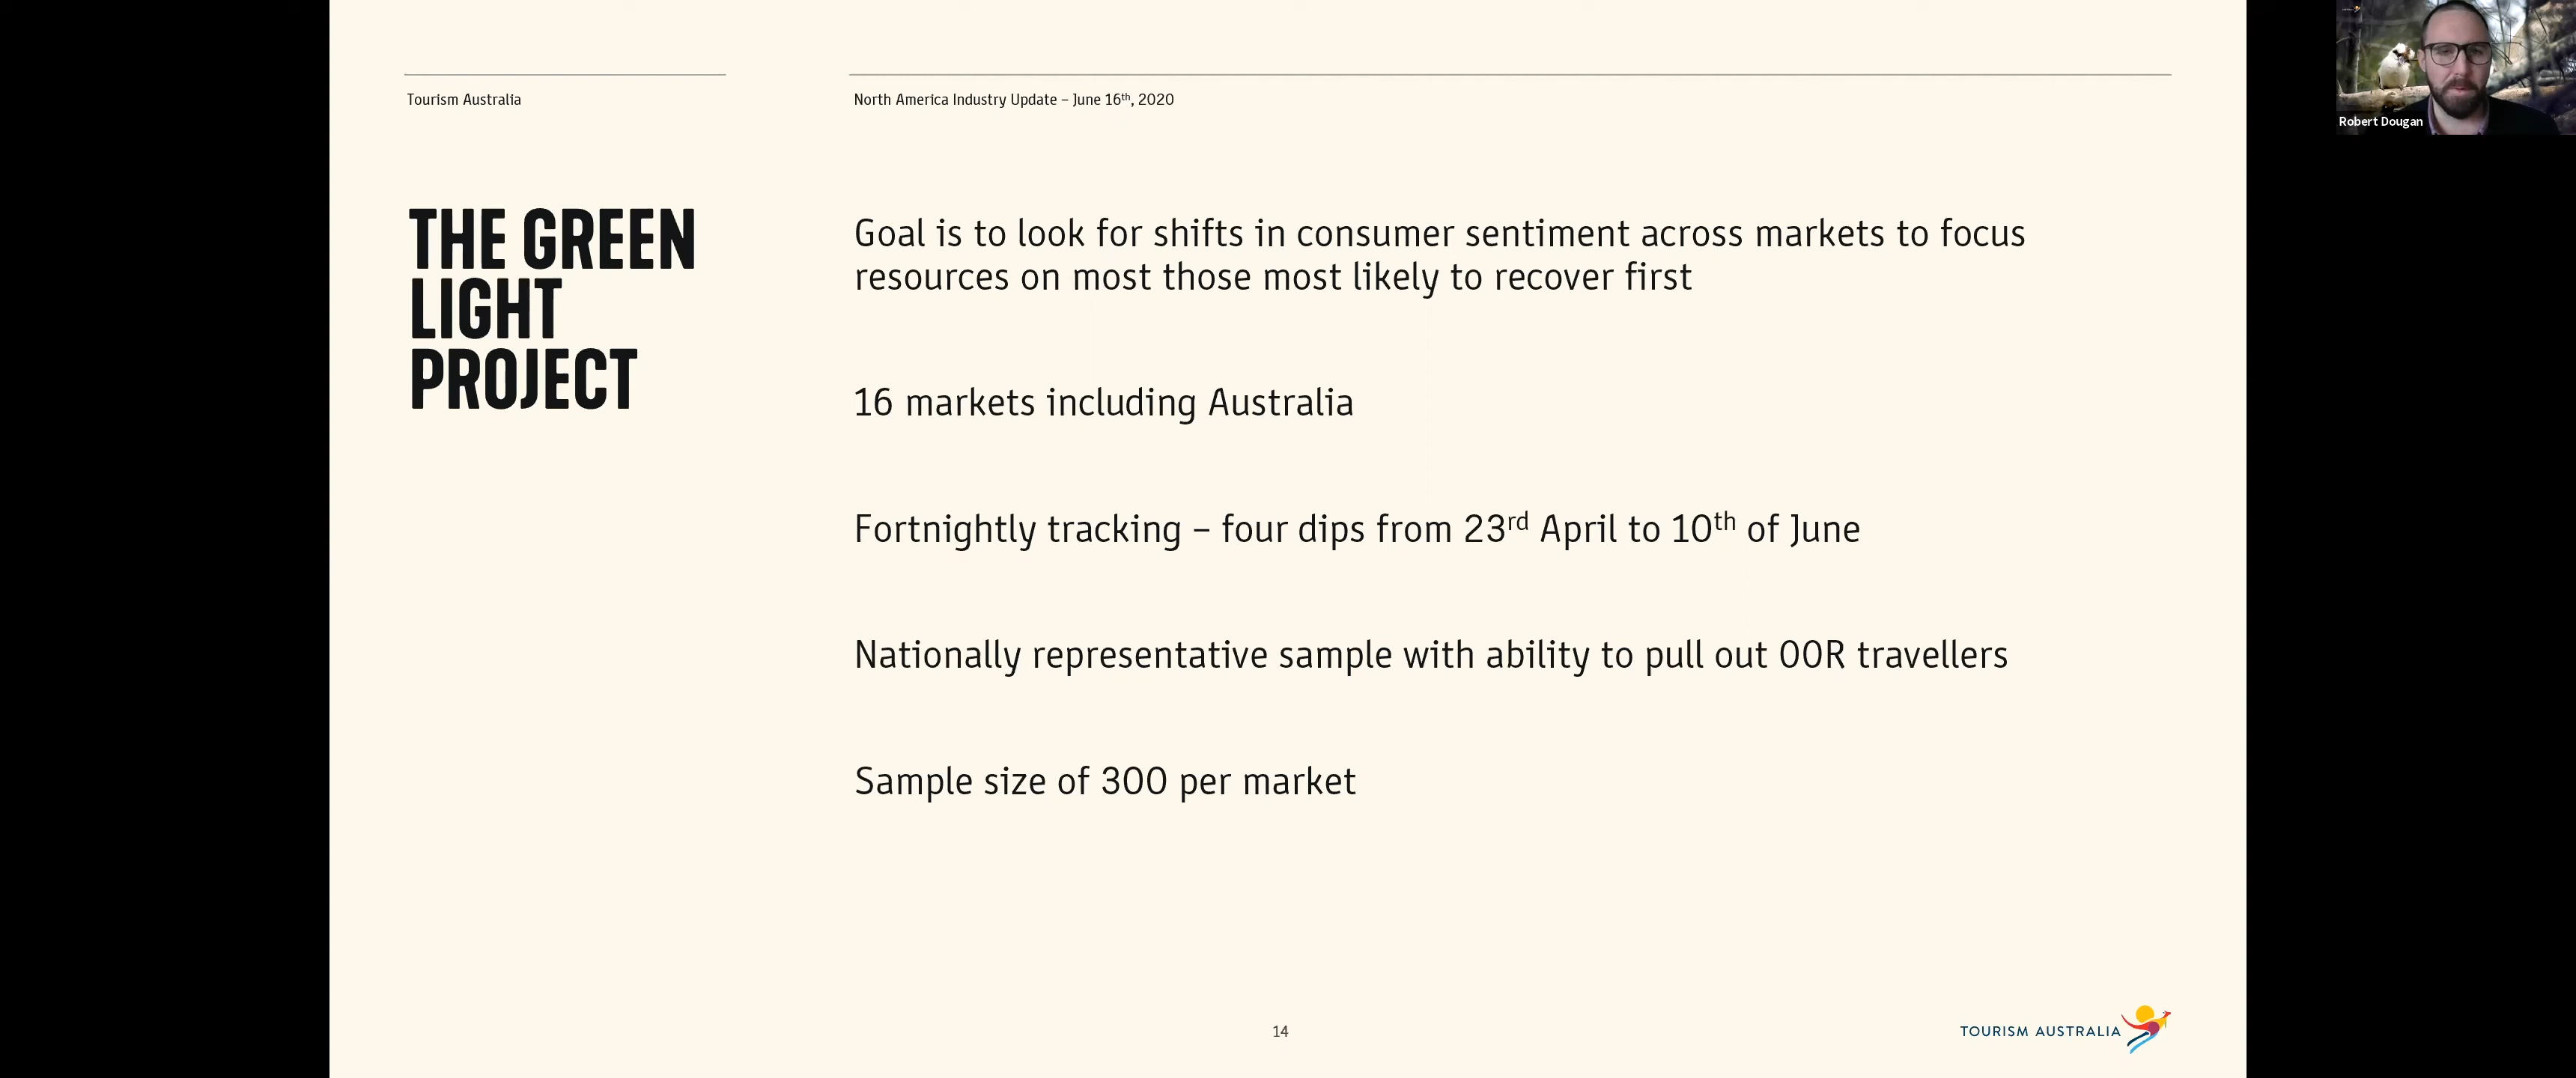 Tourism Australia
North America Industry Update – June 16th, 2020
Robert Dougan
THE GREEN
LIGHT
PROJECT
Goal is to look for shifts in consumer sentiment across markets to focus
resources on most those most likely to recover first
16 markets including Australia
Fortnightly tracking – four dips from 23rd April to 10th of June
Nationally representative sample with ability to pull out OOR travellers
Sample size of 300 per market
14
TOURISM AUSTRALIA